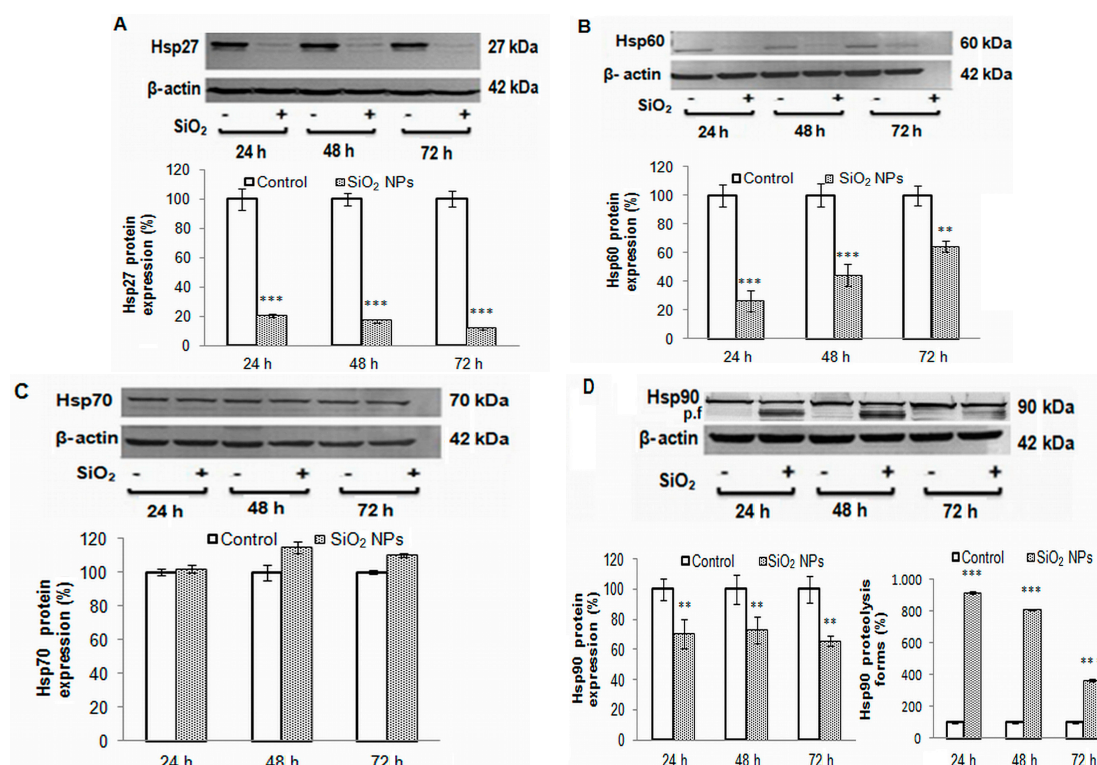 A
Hsp27
27 kDa
β-actin
42 kDa
SiO2
- + - + - +
24 h 48 h 72 h
Hsp27 protein expression (%)
120
100
80
60
40
20
0
Control SiO2 NPs
*** *** ***
24 h 48 h 72 h
B
Hsp60
60 kDa
β-actin
42 kDa
SiO2
- + - + - +
24 h 48 h 72 h
Hsp60 protein expression (%)
120
100
80
60
40
20
0
Control SiO2 NPs
*** *** **
24 h 48 h 72 h
C
Hsp70
70 kDa
β-actin
42 kDa
SiO2
- + - + - +
24 h 48 h 72 h
Hsp70 protein expression (%)
120
100
80
60
40
20
0
Control SiO2 NPs
24 h 48 h 72 h
D
Hsp90
p.f
90 kDa
β-actin
42 kDa
SiO2
- + - + - +
24 h 48 h 72 h
Hsp90 protein expression (%)
120
100
80
60
40
20
0
Control SiO2 NPs
** ** **
24 h 48 h 72 h
Hsp90 proteolysis forms (%)
1.000
800
600
400
200
0
Control SiO2 NPs
*** *** **
24 h 48 h 72 h